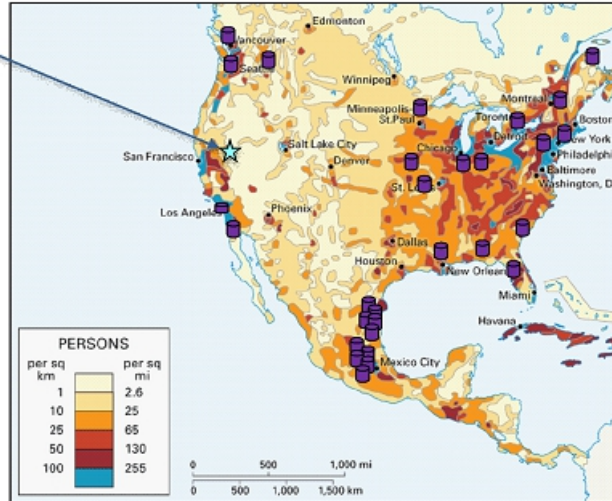 Edmonton
Vancouver
Seattle
Winnipeg
Minneapolis
St.Paul
Montreal
Toronto
Boston
Detroit
New York
Chicago
Philadelphi
Salt Lake City
San Francisco
Denver
Baltimore
St. Lo
Washington, D
Los Angeles
Phoenix
Dallas
Houston
New Orlean
Miami
Havana
Mexico City
PERSONS
per sq per sq
km mi
1 2.6
10 25
25 65
50 130
100 255
0 500 1,000 mi
0 500 1,000 1,500 km